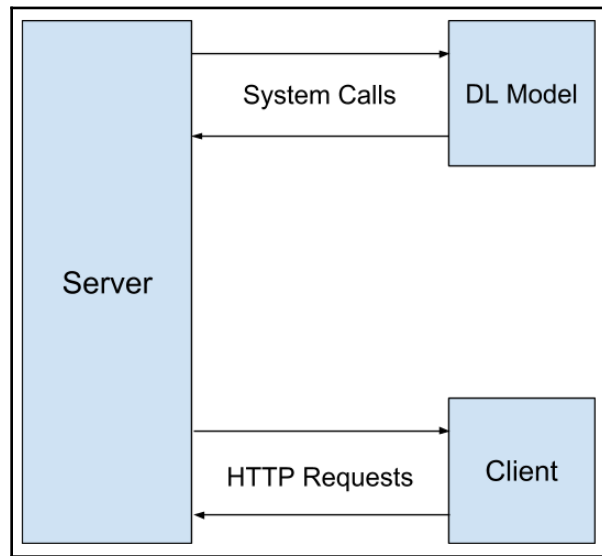 System Calls
DL Model
Server
HTTP Requests
Client